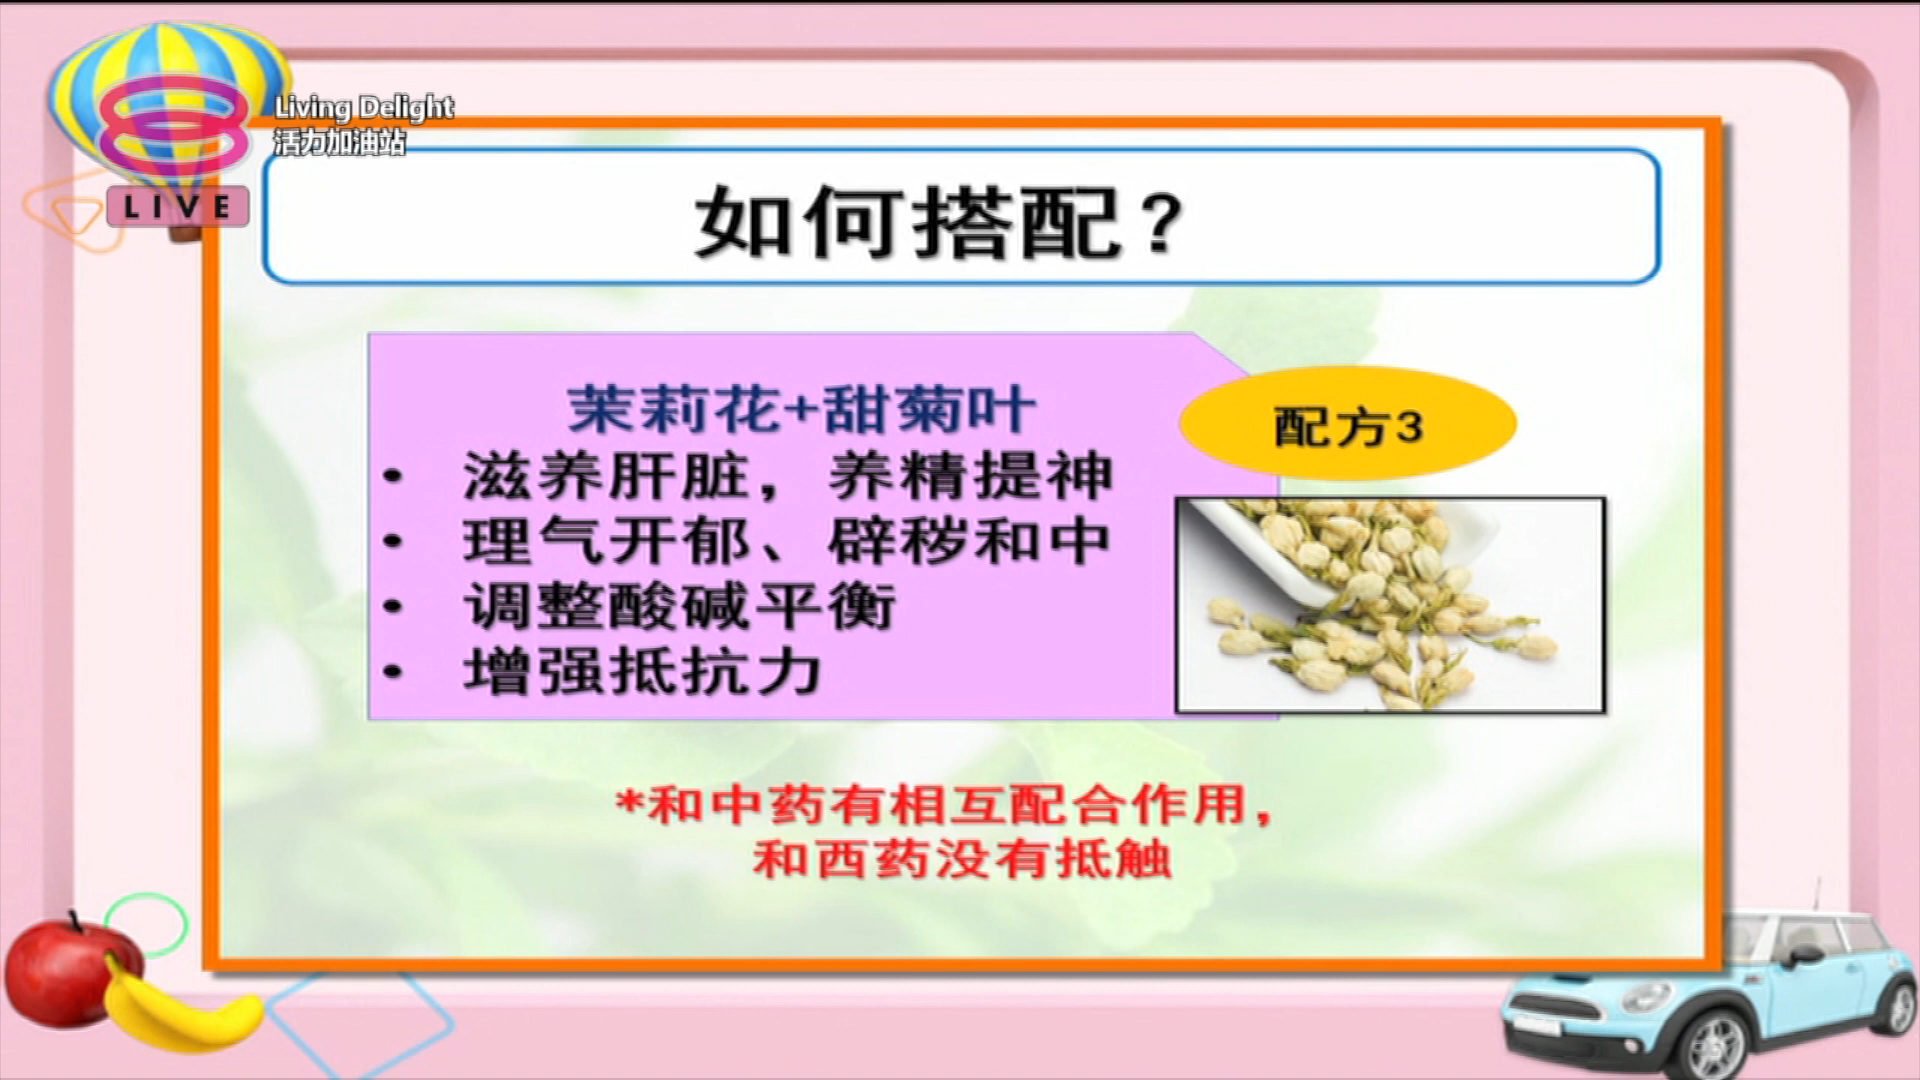 Living Delight
活力加油站
LIVE
如何搭配?
茉莉花+甜菊叶
配方3
• 滋养肝脏，养精提神
• 理气开郁、辟秽和中
• 调整酸碱平衡
• 增强抵抗力
*和中药有相互配合作用，
和西药没有抵触